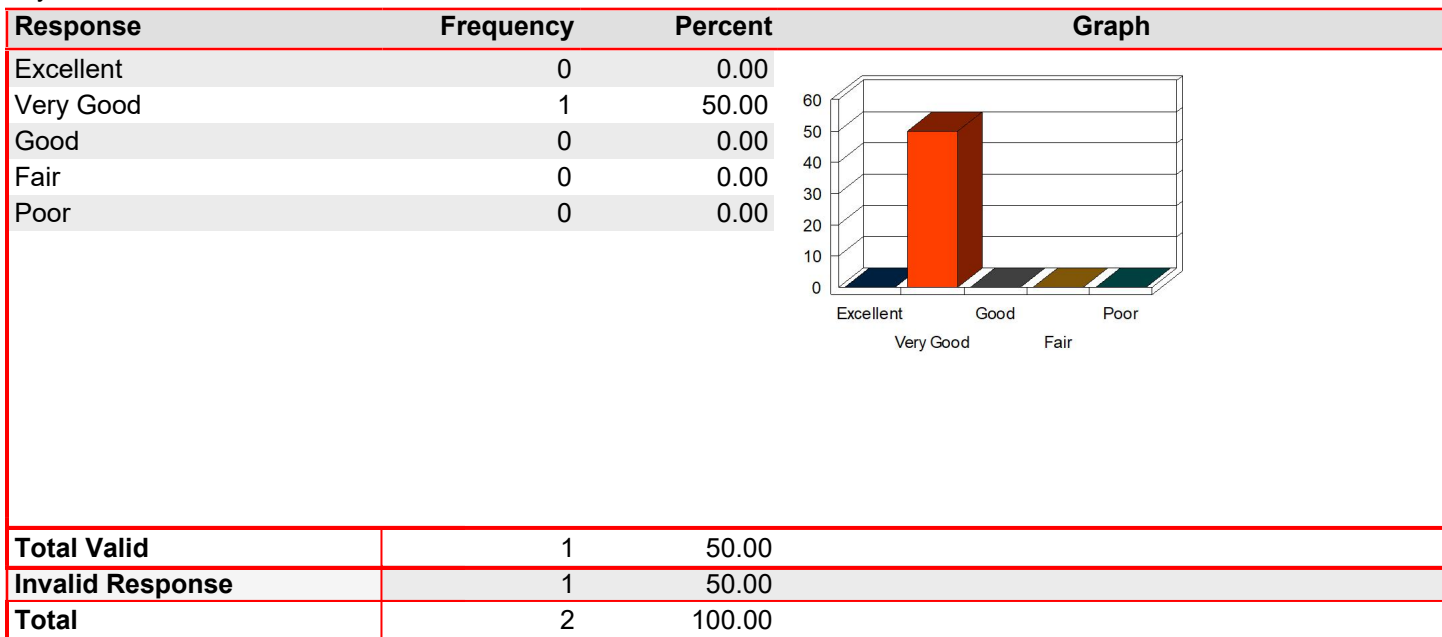 Response Frequency Percent Graph
Excellent 0 0.00
Very Good 1 50.00
Good 0 0.00
Fair 0 0.00
Poor 0 0.00
60
50
40
30
20
10
0
Excellent Good Poor
Very Good Fair
Total Valid 1 50.00
Invalid Response 1 50.00
Total 2 100.00